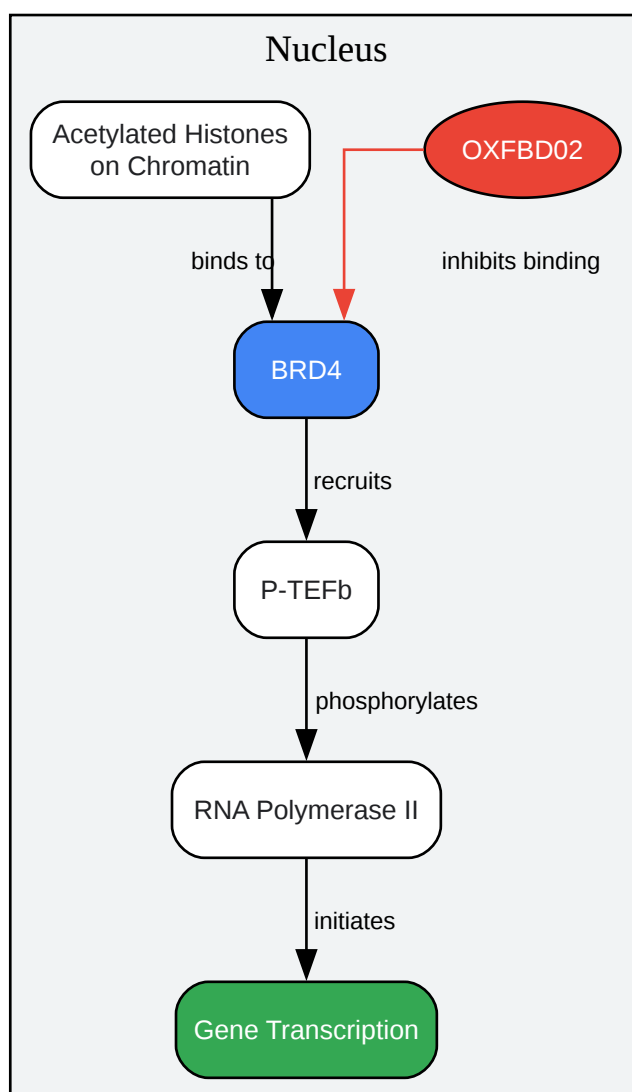 Nucleus
Acetylated Histones
on Chromatin
OXFBD02
binds to
inhibits binding
BRD4
recruits
P-TEFb
phosphorylates
RNA Polymerase II
initiates
Gene Transcription